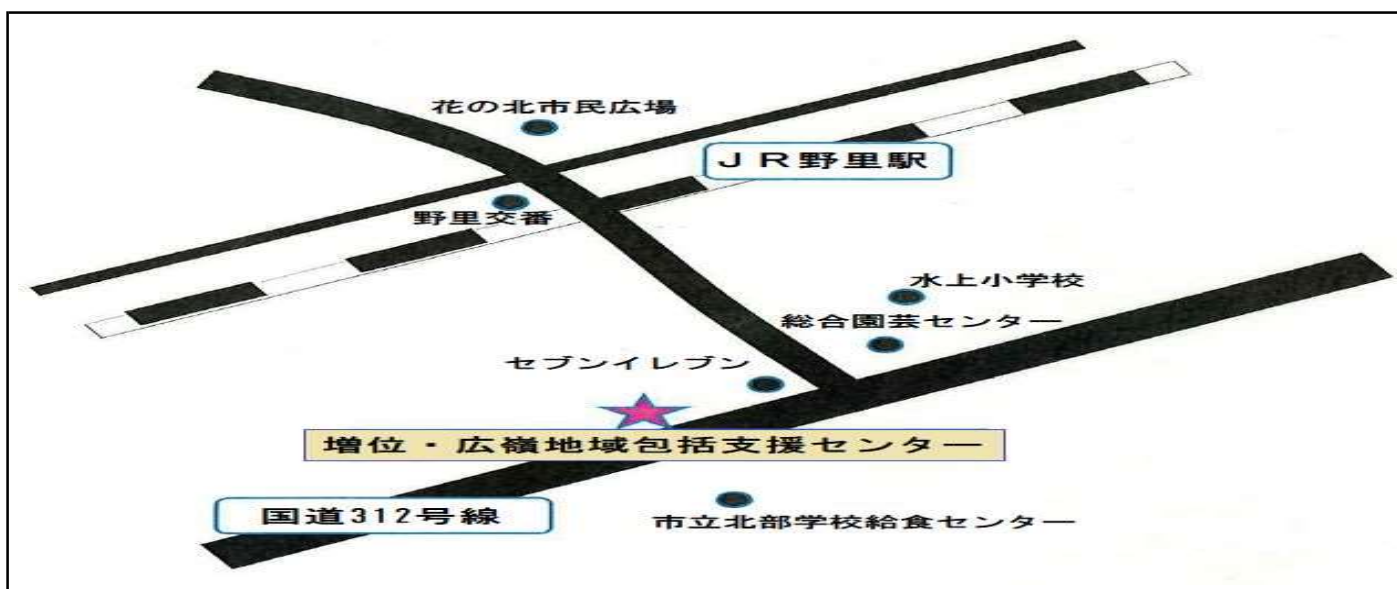 花の北市民広場
JR野里駅
野里交番
水上小学校
総合園芸センター
セブンイレブン
増位・広嶺地域包括支援センター
国道312号線
市立北部学校給食センター